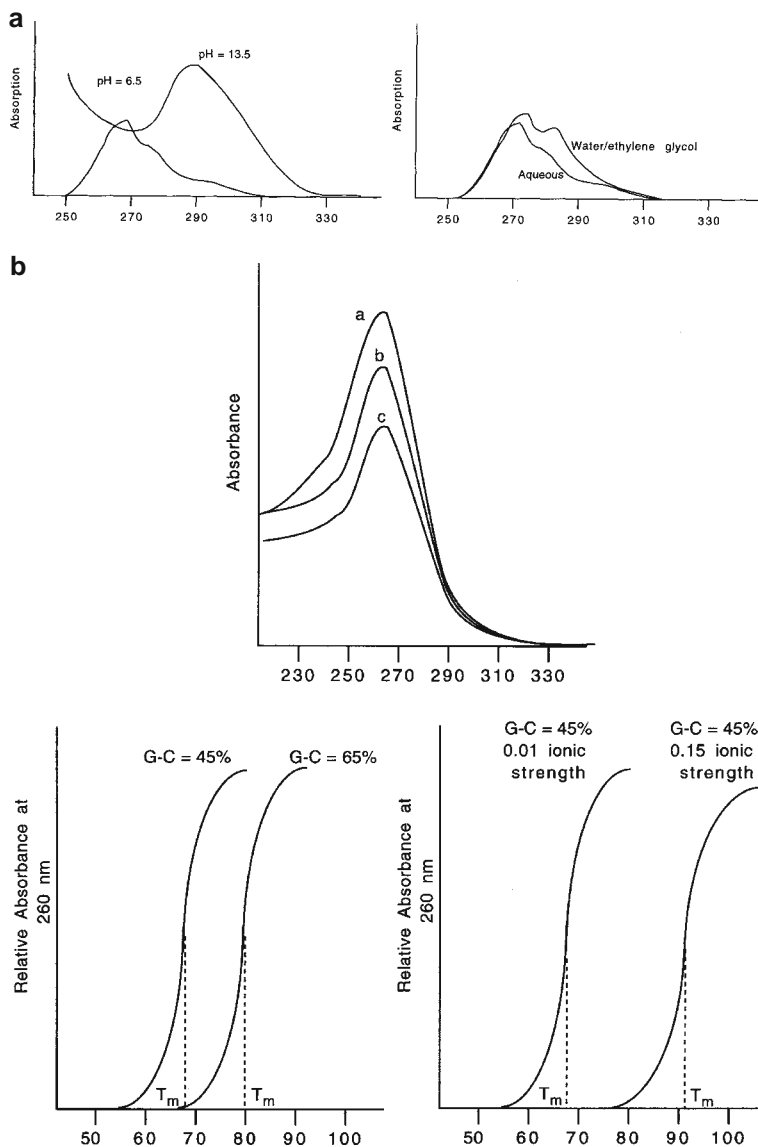 a
pH = 13.5
pH = 6.5
Absorption
250 270 290 310 330
Absorption
Water/ethylene glycol
Aqueous
250 270 290 310 330
b
a
b
c
Absorbance
230 250 270 290 310 330
G-C = 45%
G-C = 65%
Relative Absorbance at
260 nm
Tm
Tm
50 60 70 80 90 100
G-C = 45%
0.01 ionic
strength
G-C = 45%
0.15 ionic
strength
Relative Absorbance at
260 nm
Tm
Tm
50 60 70 80 90 100